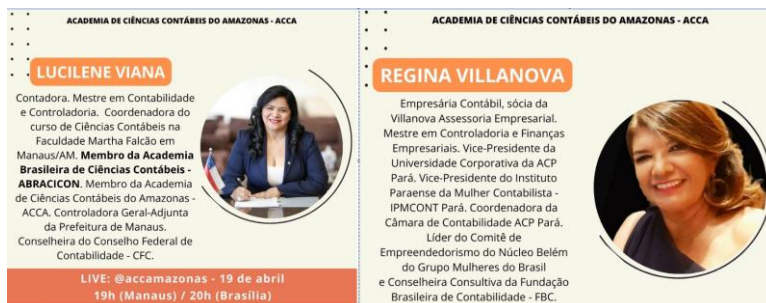 ACADEMIA DE CIÊNCIAS CONTÁBEIS DO AMAZONAS - ACCA
LUCILENE VIANA
Contadora. Mestre em Contabilidade
e Controladoria. Coordenadora do
curso de Ciências Contábeis na
Faculdade Martha Falcão em
Manaus/AM. Membro da Academia
Brasileira de Ciências Contábeis -
ABRACICON. Membro da Academia
de Ciências Contábeis do Amazonas -
ACCA. Controladora Geral-Adjunta
da Prefeitura de Manaus.
Conselheira do Conselho Federal de
Contabilidade - CFC.
LIVE: @accamazonas - 19 de abril
19h (Manaus) / 20h (Brasília)
ACADEMIA DE CIÊNCIAS CONTÁBEIS DO AMAZONAS - ACCA
REGINA VILLANOVA
Empresária Contábil, sócia da
Villanova Assessoria Empresarial.
Mestre em Controladoria e Finanças
Empresariais. Vice-Presidente da
Universidade Corporativa da ACP
Pará. Vice-Presidente do Instituto
Paraense da Mulher Contabilista -
IPMCONT Pará. Coordenadora da
Câmara de Contabilidade ACP Pará.
Líder do Comitê de
Empreendedorismo do Núcleo Belém
do Grupo Mulheres do Brasil
e Conselheira Consultiva da Fundação
Brasileira de Contabilidade - FBC.